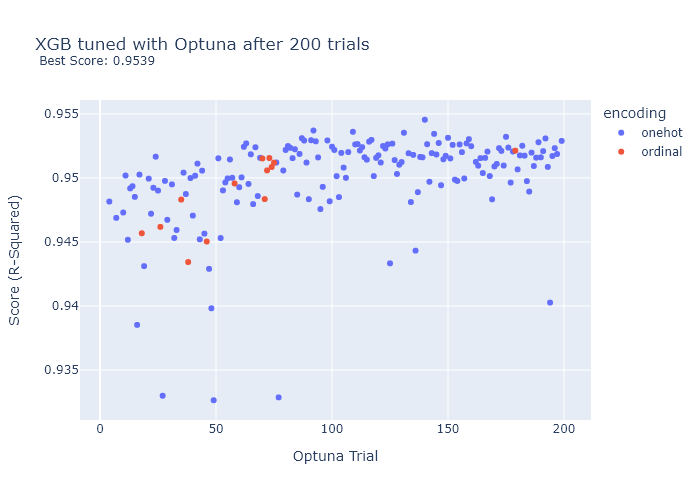 XGB tuned with Optuna after 200 trials
Best Score: 0.9539
encoding
onehot
ordinal
0.955
0.95
0.945
0.94
0.935
Score (R-Squared)
0
50
100
150
200
Optuna Trial